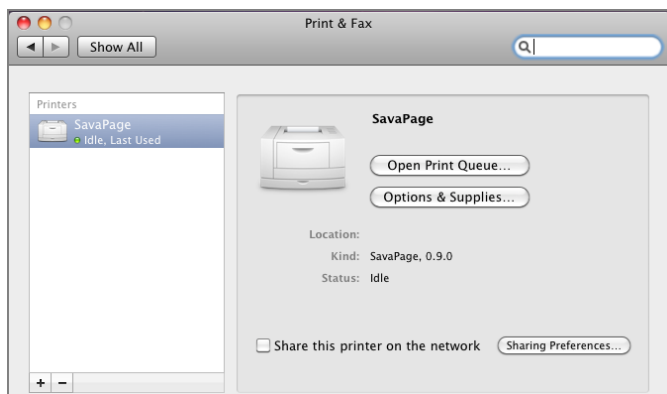 Print & Fax
Show All
Printers
SavaPage
Idle, Last Used
SavaPage
Open Print Queue...
Options & Supplies...
Location:
Kind: SavaPage, 0.9.0
Status: Idle
Share this printer on the network Sharing Preferences...
+ −